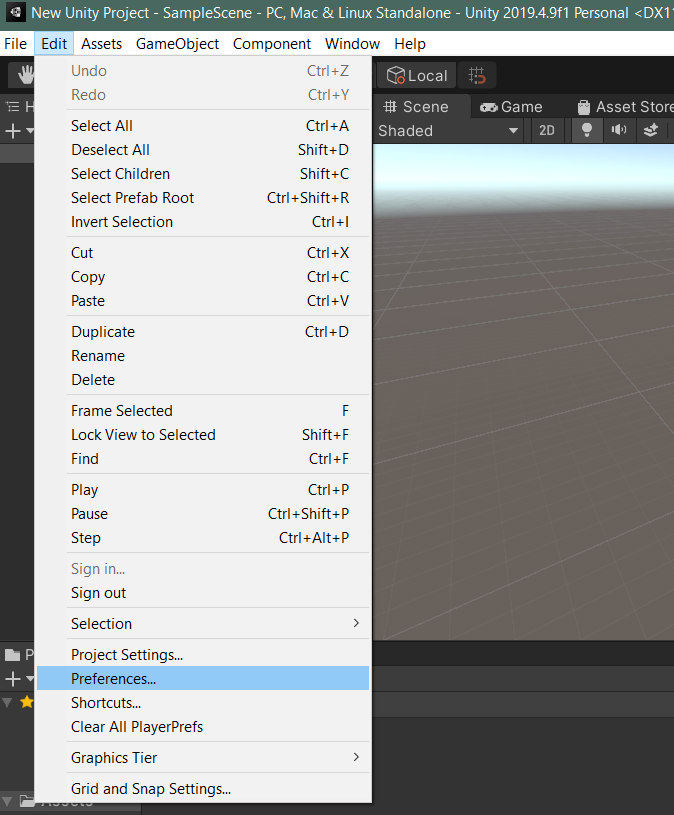 New Unity Project - SampleScene - PC, Mac & Linux Standalone - Unity 2019.4.9f1 Personal <DX11
File Edit Assets GameObject Component Window Help
Local
Scene Game Asset Store
Shaded 2D
Undo Ctrl+Z
Redo Ctrl+Y
Select All Ctrl+A
Deselect All Shift+D
Select Children Shift+C
Select Prefab Root Ctrl+Shift+R
Invert Selection Ctrl+I
Cut Ctrl+X
Copy Ctrl+C
Paste Ctrl+V
Duplicate Ctrl+D
Rename
Delete
Frame Selected F
Lock View to Selected Shift+F
Find Ctrl+F
Play Ctrl+P
Pause Ctrl+Shift+P
Step Ctrl+Alt+P
Sign in...
Sign out
Selection
Project Settings...
Preferences...
Shortcuts...
Clear All PlayerPrefs
Graphics Tier
Grid and Snap Settings...
Assets